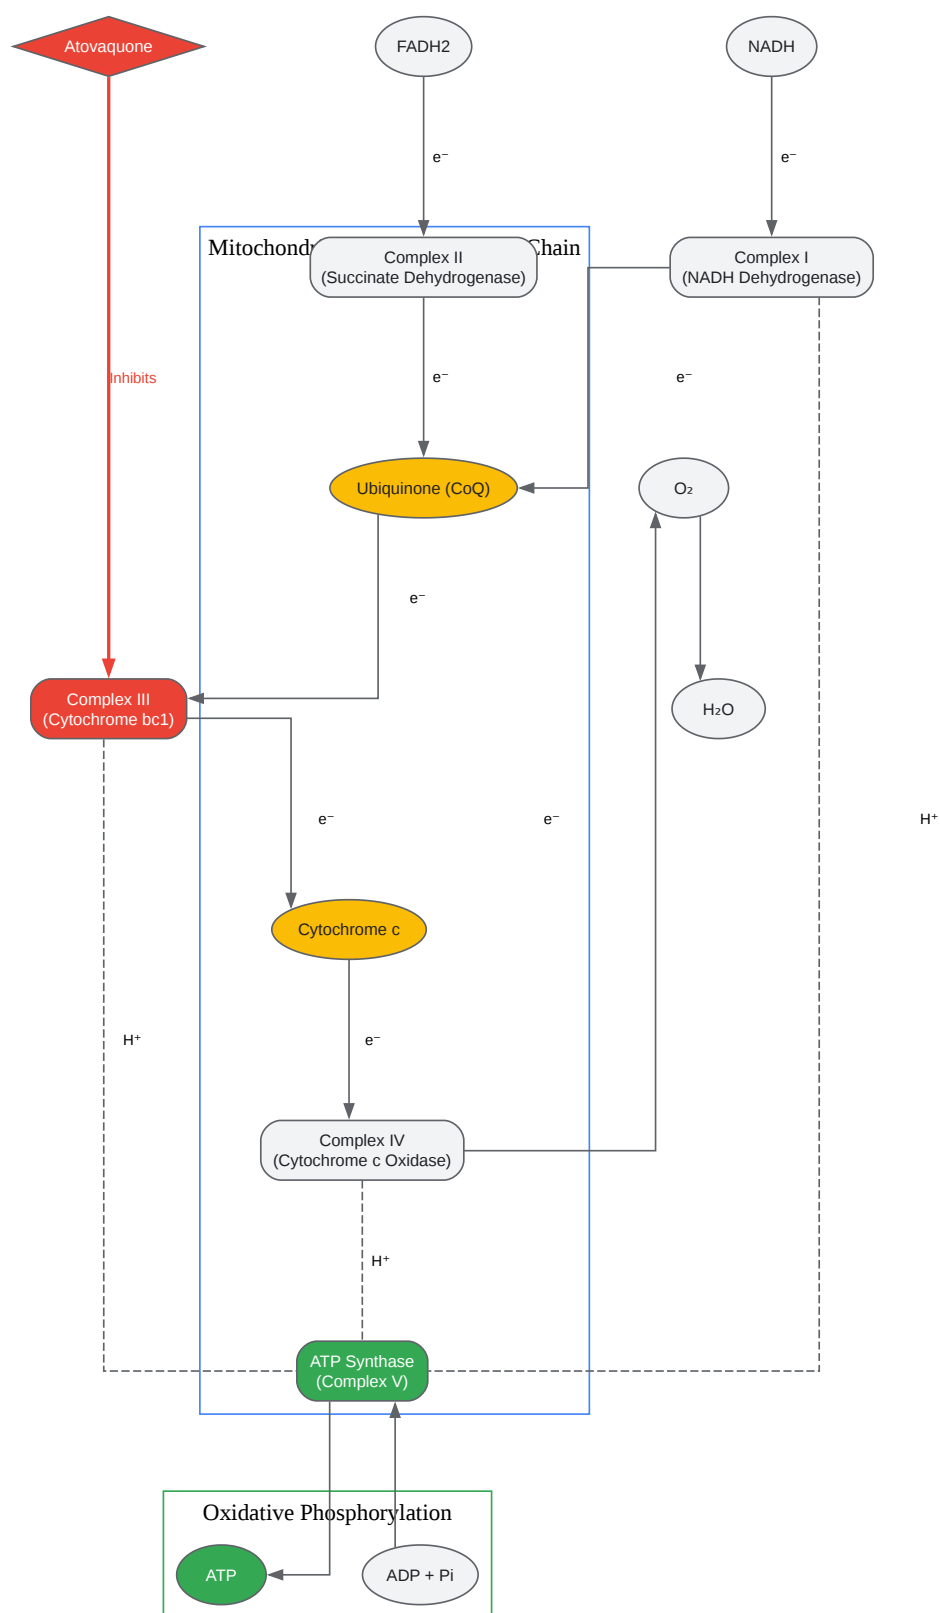 Atovaquone
FADH2
NADH
e⁻
e⁻
Chain
Complex II
(Succinate Dehydrogenase)
Complex I
(NADH Dehydrogenase)
Inhibits
e⁻
e⁻
Ubiquinone (CoQ)
O₂
e⁻
Complex III
(Cytochrome bc1)
H₂O
e⁻
e⁻
H⁺
Cytochrome c
H⁺
e⁻
Complex IV
(Cytochrome c Oxidase)
H⁺
ATP Synthase
(Complex V)
Oxidative Phosphorylation
ATP
ADP + Pi